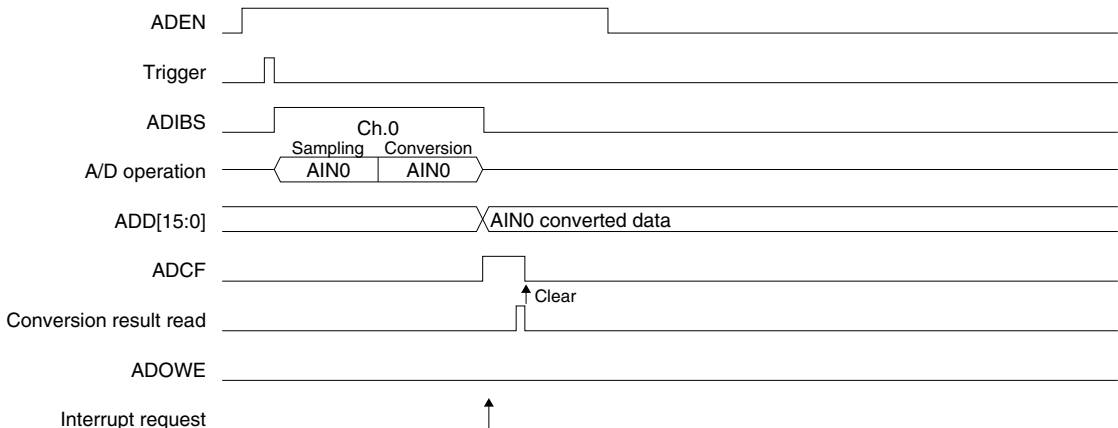 ADEN
Trigger
ADIBS
Ch.0
Sampling Conversion
A/D operation AIN0 AIN0
ADD[15:0] AIN0 converted data
ADCF
Clear
Conversion result read
ADOWE
Interrupt request